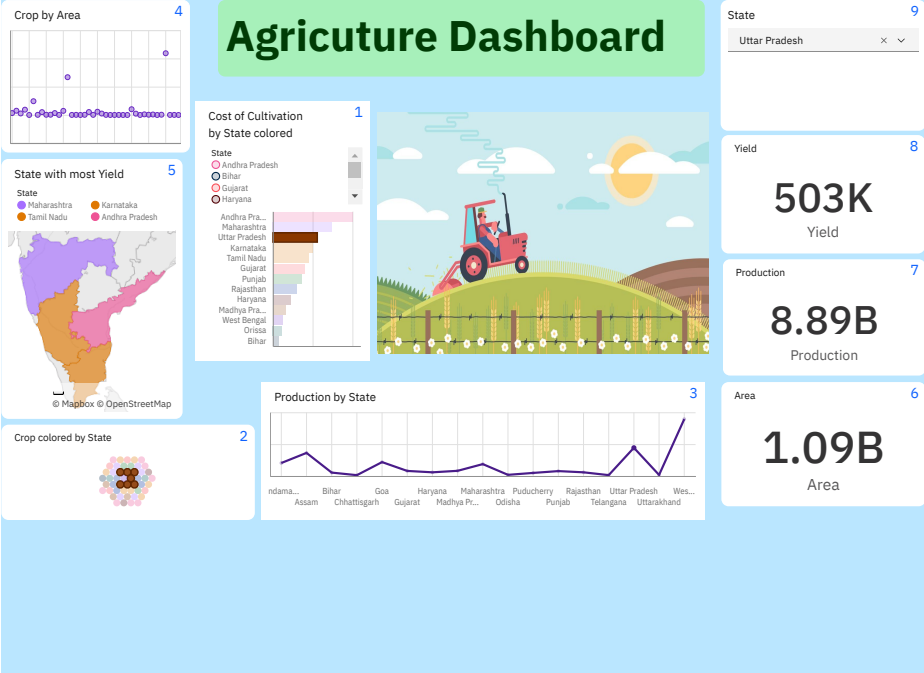 Crop by Area
4
Agricuture Dashboard
State
9
Uttar Pradesh
Cost of Cultivation
1
by State colored
State
Andhra Pradesh
Bihar
Gujarat
Haryana
Andhra Pra...
Maharashtra
Uttar Pradesh
Karnataka
Tamil Nadu
Gujarat
Punjab
Rajasthan
Haryana
Madhya Pra...
West Bengal
Orissa
Bihar
State with most Yield
5
State
Maharashtra Karnataka
Tamil Nadu Andhra Pradesh
© Mapbox © OpenStreetMap
Yield
8
503K
Yield
Production
7
8.89B
Production
Area
6
1.09B
Area
Crop colored by State
2
Production by State
3
ndama... Bihar Goa Haryana Maharashtra Puducherry Rajasthan Uttar Pradesh Wes...
Assam Chhattisgarh Gujarat Madhya Pr... Odisha Punjab Telangana Uttarakhand